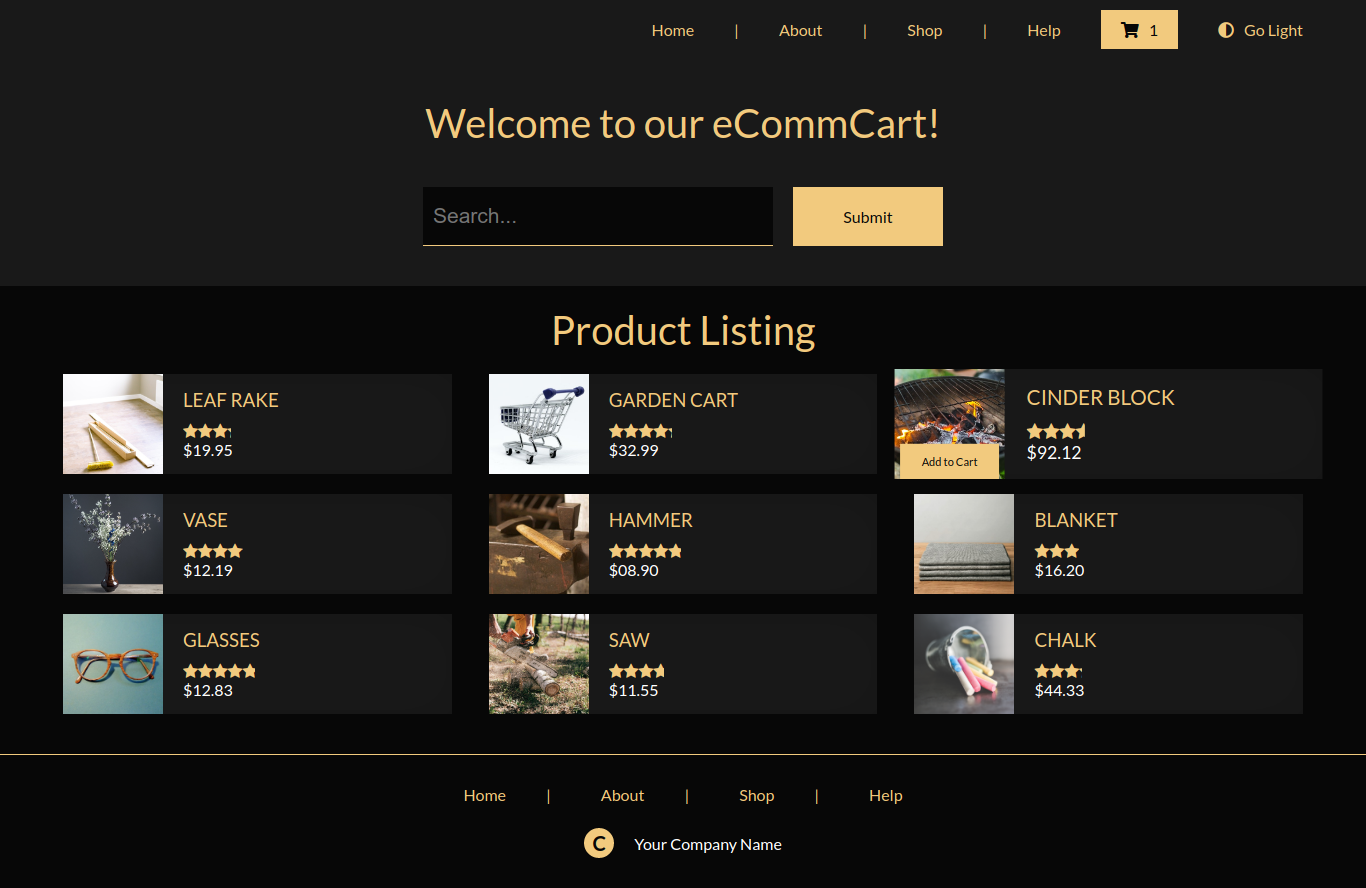 Home | About | Shop | Help 1 Go Light
Welcome to our eCommCart!
Search...
Submit
Product Listing
LEAF RAKE
$19.95
GARDEN CART
$32.99
CINDER BLOCK
$92.12
Add to Cart
VASE
$12.19
HAMMER
$08.90
BLANKET
$16.20
GLASSES
$12.83
SAW
$11.55
CHALK
$44.33
Home | About | Shop | Help
C Your Company Name